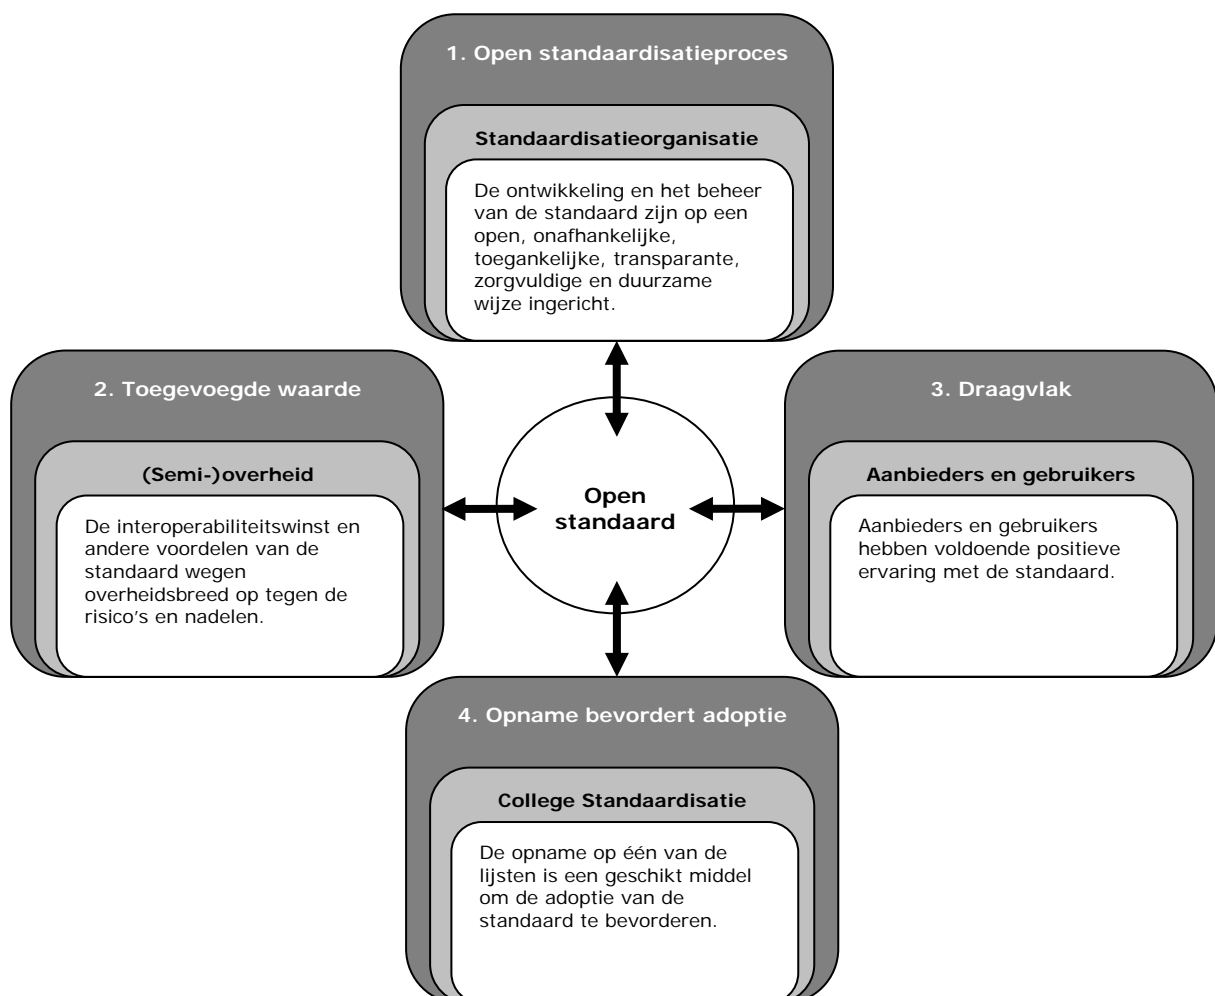 1. Open standaardisatieproces
Standaardisatieorganisatie
De ontwikkeling en het beheer
van de standaard zijn op een
open, onafhankelijke,
toegankelijke, transparante,
zorgvuldige en duurzame
wijze ingericht.
2. Toegevoegde waarde
(Semi-)overheid
De interoperabiliteitswinst en
andere voordelen van de
standaard wegen
overheidsbreed op tegen de
risico's en nadelen.
Open
standaard
3. Draagvlak
Aanbieders en gebruikers
Aanbieders en gebruikers
hebben voldoende positieve
ervaring met de standaard.
4. Opname bevordert adoptie
College Standaardisatie
De opname op één van de
lijsten is een geschikt middel
om de adoptie van de
standaard te bevorderen.